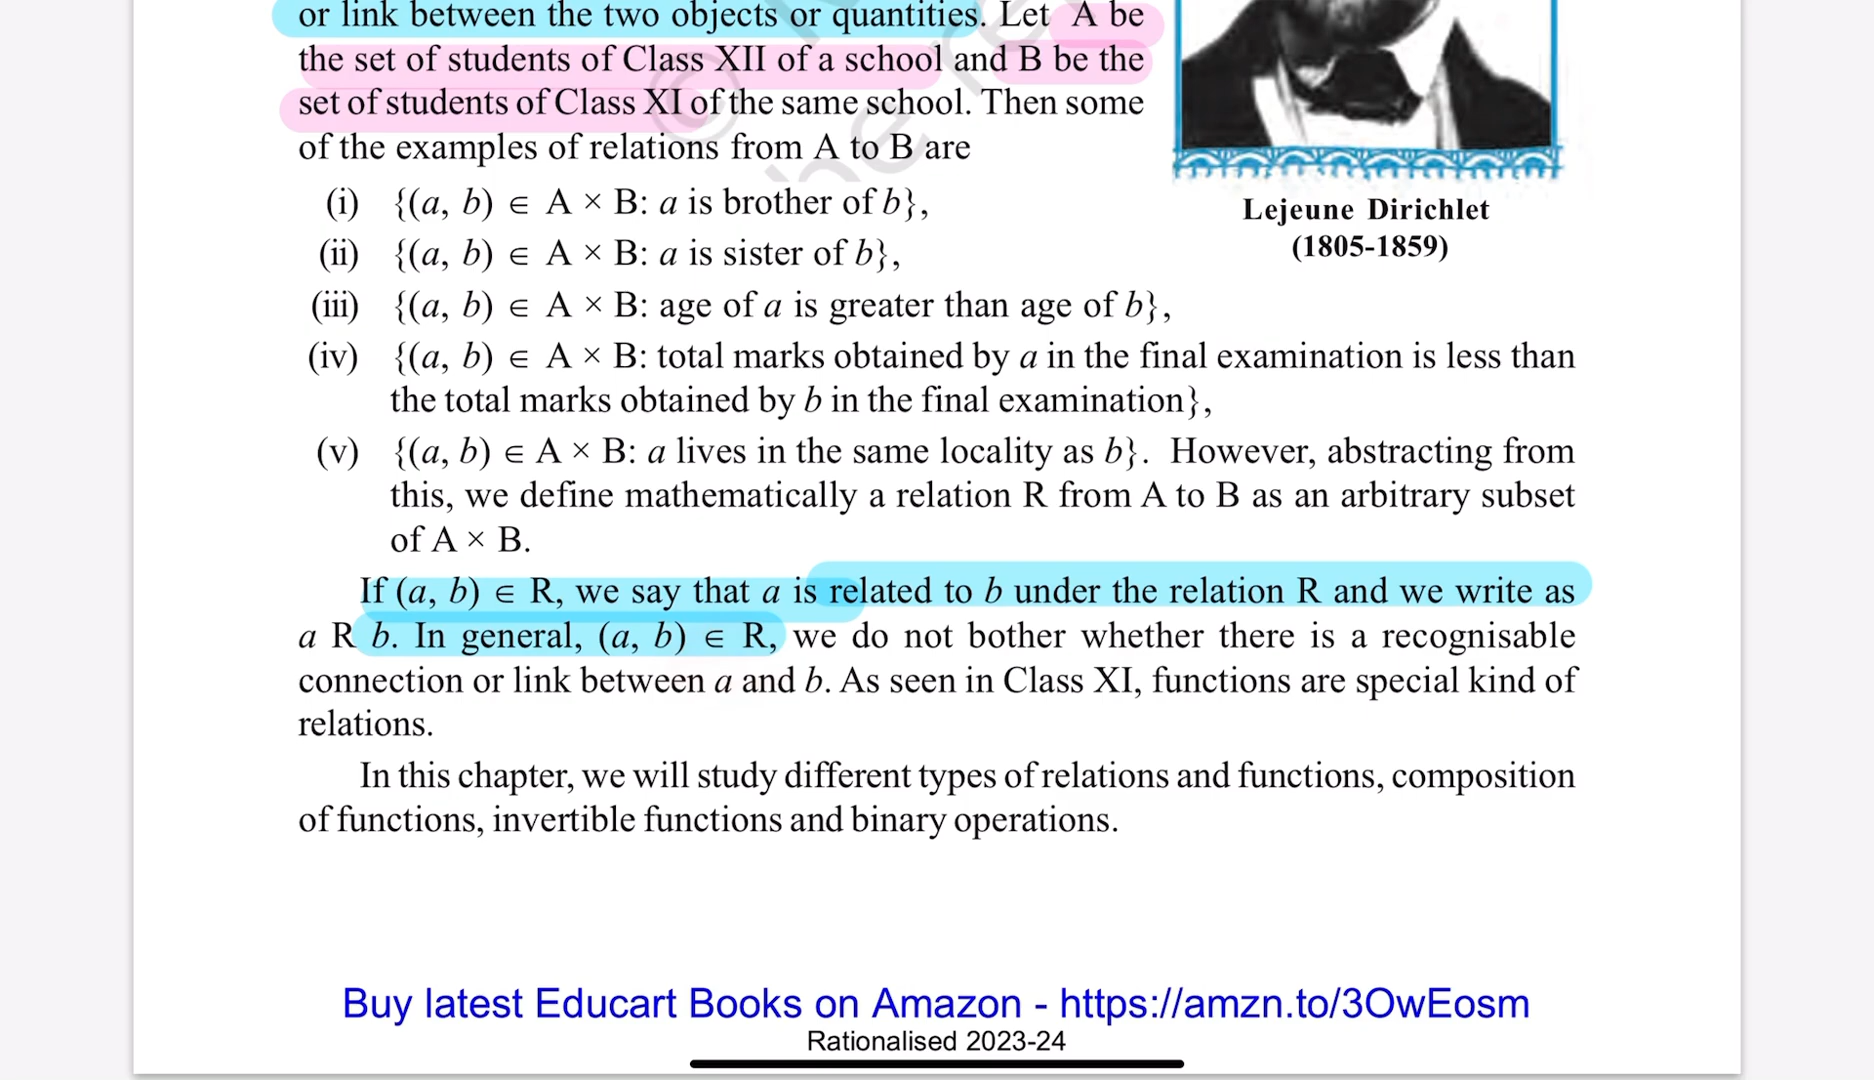 or link between the two objects or quantities. Let A be
the set of students of Class XII of a school and B be the
set of students of Class XI of the same school. Then some
of the examples of relations from A to B are
(i) {(a, b) ∈ A × B: a is brother of b},
(ii) {(a, b) ∈ A × B: a is sister of b},
(iii) {(a, b) ∈ A × B: age of a is greater than age of b},
(iv) {(a, b) ∈ A × B: total marks obtained by a in the final examination is less than
the total marks obtained by b in the final examination},
(v) {(a, b) ∈ A × B: a lives in the same locality as b}. However, abstracting from
this, we define mathematically a relation R from A to B as an arbitrary subset
of A × B.
If (a, b) ∈ R, we say that a is related to b under the relation R and we write as
a R b. In general, (a, b) ∈ R, we do not bother whether there is a recognisable
connection or link between a and b. As seen in Class XI, functions are special kind of
relations.
In this chapter, we will study different types of relations and functions, composition
of functions, invertible functions and binary operations.
Lejeune Dirichlet
(1805-1859)
Buy latest Educart Books on Amazon - https://amzn.to/3OwEosm
Rationalised 2023-24